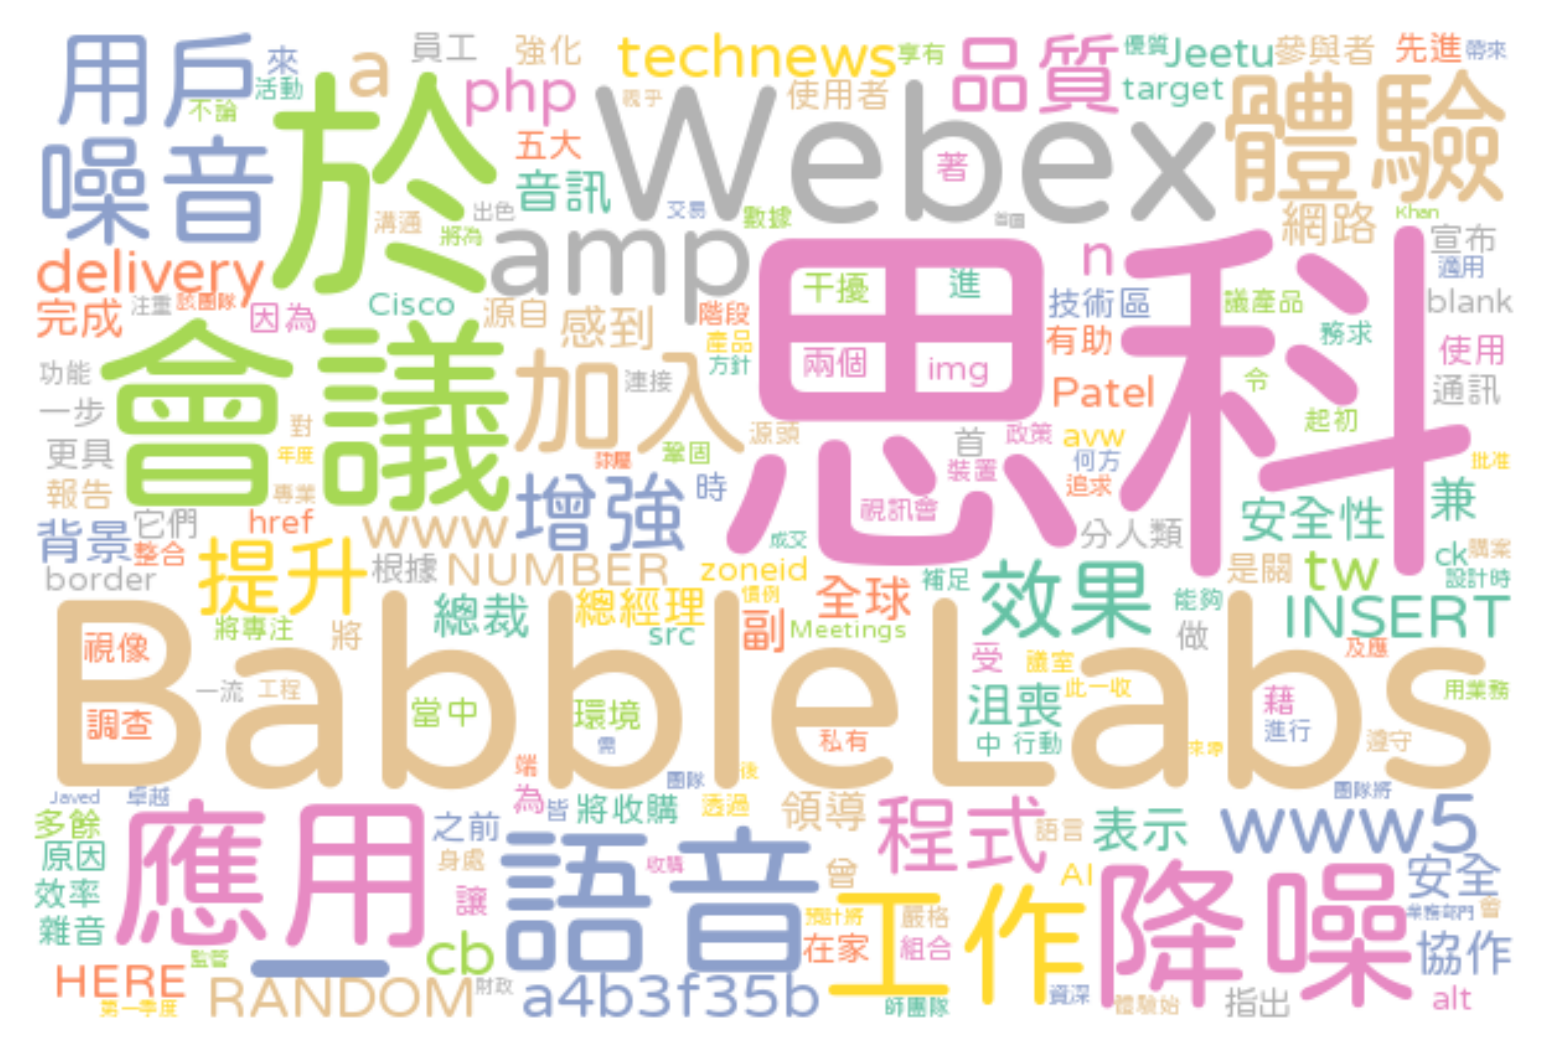 用戶
來
活動
不論
a
員工
強化
php
technews
享有
品質
優質
Jeetu
參與者
先進
帶來
target
體驗
使用者
Webex
著
五大
音訊
噪音
於
溝通
出色
將為
交易
數據
網路
Khan
宣布
適用
delivery
完成
注重
該團隊
因為
Cisco
源自
amp
感到
階段
產品
方針
思科
干擾
進
兩個
img
n
技術區
有助
Patel
議產品
務求
令
起初
blank
使用
通訊
功能
一步
更具
報告
會議
對
年度
專業
加入
連接
源頭
鞏固
隸屬
首
政策
裝置
視訊會
avw
何方
追求
批准
背景
它們
整合
href
www
增強
時
成交
分人類
安全性
兼
ck
購案
設計時
border
提升
根據
NUMBER
zoneid
慣例
全球
補足
效果
能夠
是關
tw
INSERT
將專注
將
總裁
總經理
src
副
Meetings
受
議室
做
及應
BabbleLabs
視像
調查
一流
工程
當中
環境
需
私有
沮喪
此一收
中
行動
藉
進行
遵守
用業務
端
為
皆
團隊
後
Javed
卓越
多餘
原因
效率
雜音
應用
之前
身處
讓
將收購
透過
領導
語音
收購
曾
程式
語言
表示
團隊將
www5
AI
安全
業務部門
曾
工作
預計將
嚴格
在家
組合
降噪
協作
HERE
監管
第一季度
一
cb
RANDOM
財政
a4b3f35b
師團隊
資深
體驗始
指出
alt